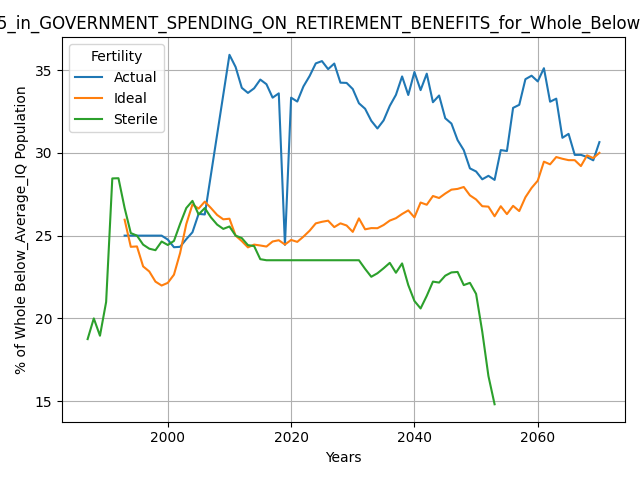 5_in_GOVERNMENT_SPENDING_ON_RETIREMENT_BENEFITS_for_Whole_Below
Fertility
Actual
Ideal
Sterile
% of Whole Below_Average_IQ Population
35
30
25
20
15
2000
2020
2040
2060
Years